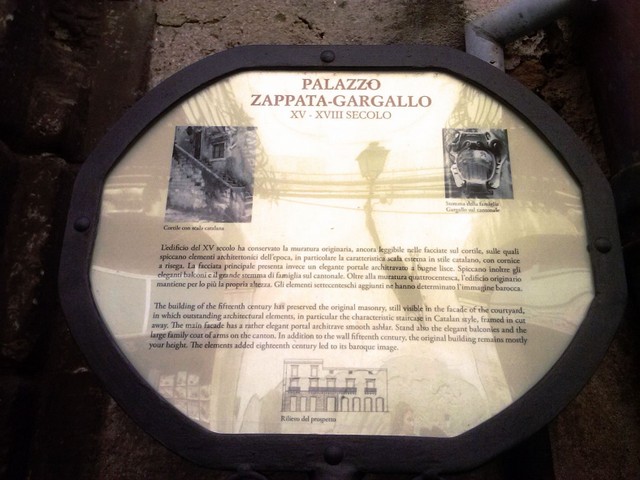 PALAZZO
ZAPPATA-GARGALLO
XV - XVIII SECOLO
Cortile con scala catalana
Stemma della famiglia
Gargallo sul cantonale
L'edificio del XV secolo ha conservato la muratura originaria, ancora leggibile nelle facciate sul cortile, sulle quali
spiccano elementi architettonici dell'epoca, in particolare la caratteristica scala esterna in stile catalano, con cornice
a risega. La facciata principale presenta invece un elegante portale architravato a bugne lisce. Spiccano inoltre gli
eleganti balconi e il grande stemma di famiglia sul cantonale. Oltre alla muratura quattrocentesca, l'edificio originario
mantiene per lo più la propria altezza. Gli elementi settecenteschi aggiunti ne hanno determinato l'immagine barocca.
The building of the fifteenth century has preserved the original masonry, still visible in the facade of the courtyard,
in which outstanding architectural elements, in particular the characteristic staircase in Catalan style, framed in cut
away. The main facade has a rather elegant portal architrave smooth ashlar. Stand also the elegant balconies and the
large family coat of arms on the canton. In addition to the wall fifteenth century, the original building remains mostly
your height. The elements added eighteenth century led to its baroque image.
Rilievo del prospetto